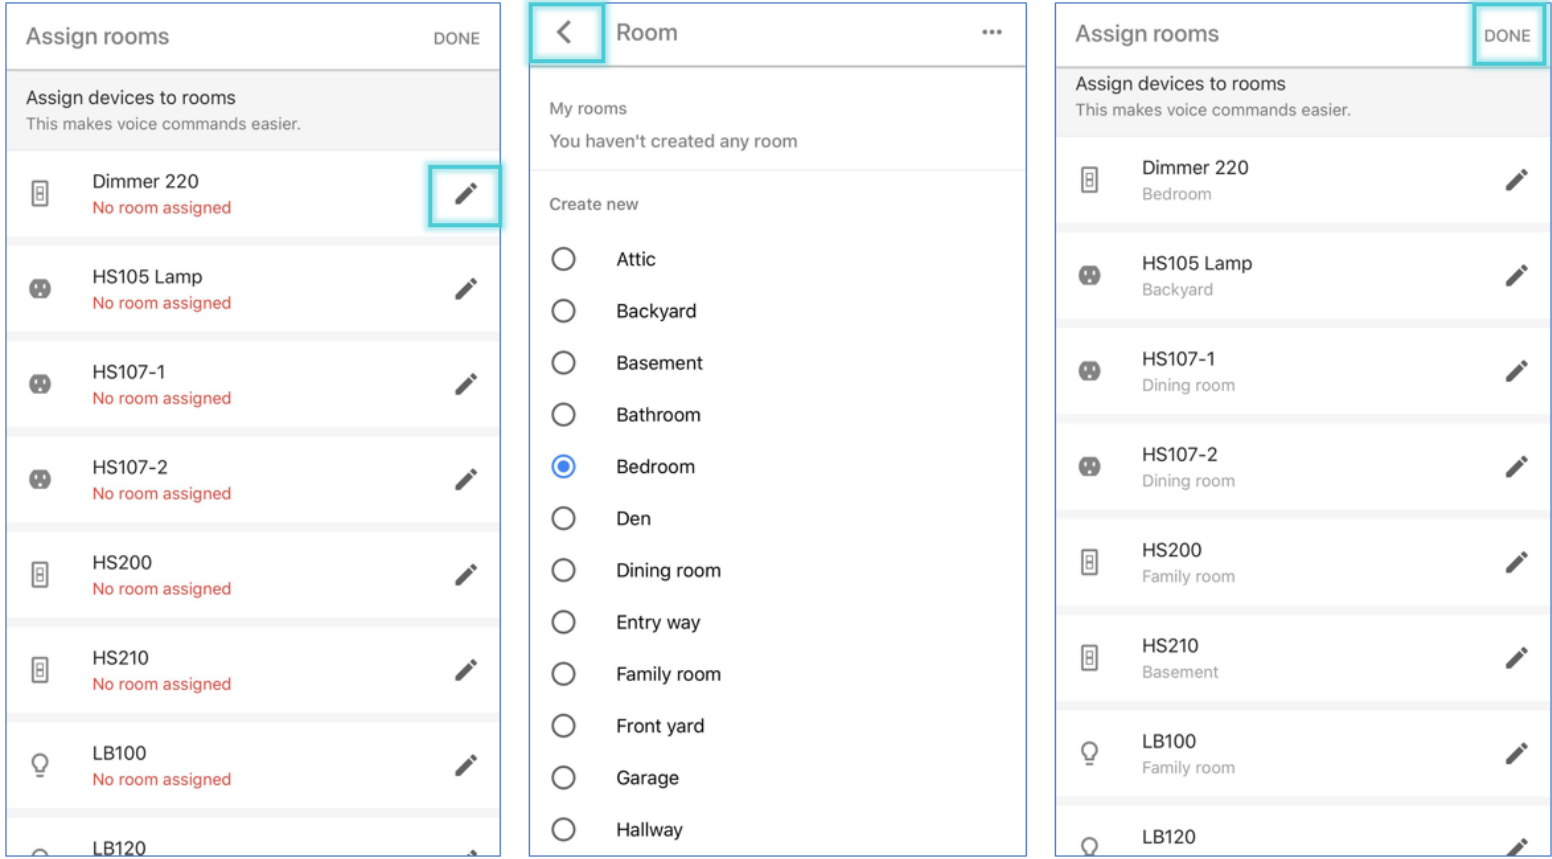 Assign rooms
DONE
Assign devices to rooms
This makes voice commands easier.
Dimmer 220
No room assigned
HS105 Lamp
No room assigned
HS107-1
No room assigned
HS107-2
No room assigned
HS200
No room assigned
HS210
No room assigned
LB100
No room assigned
LB120
Room
My rooms
You haven't created any room
Create new
Attic
Backyard
Basement
Bathroom
Bedroom
Den
Dining room
Entry way
Family room
Front yard
Garage
Hallway
Assign rooms
DONE
Assign devices to rooms
This makes voice commands easier.
Dimmer 220
Bedroom
HS105 Lamp
Backyard
HS107-1
Dining room
HS107-2
Dining room
HS200
Family room
HS210
Basement
LB100
Family room
LB120